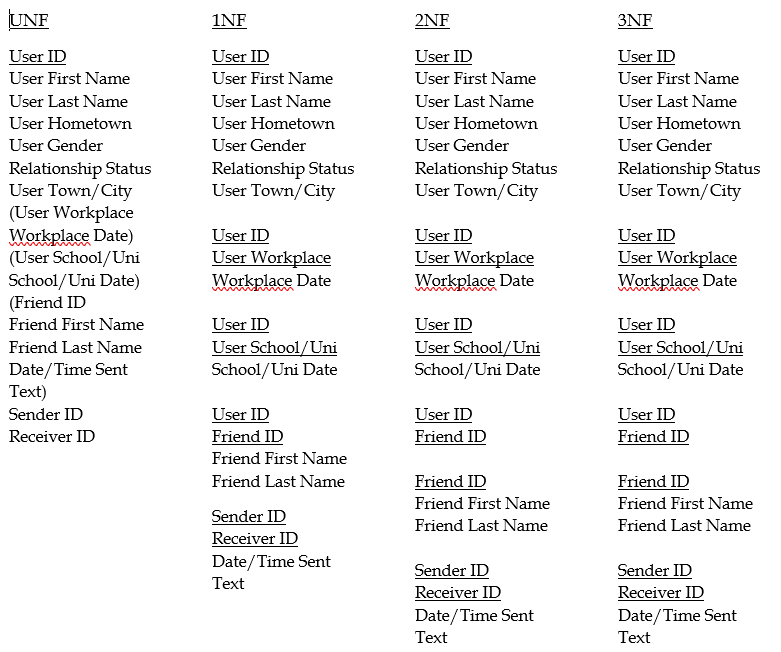 UNF
User ID
User First Name
User Last Name
User Hometown
User Gender
Relationship Status
User Town/City
(User Workplace
Workplace Date)
(User School/Uni
School/Uni Date)
(Friend ID
Friend First Name
Friend Last Name
Date/Time Sent
Text)
Sender ID
Receiver ID
1NF
User ID
User First Name
User Last Name
User Hometown
User Gender
Relationship Status
User Town/City
User ID
User Workplace
Workplace Date
User ID
User School/Uni
School/Uni Date
User ID
Friend ID
Friend First Name
Friend Last Name
Sender ID
Receiver ID
Date/Time Sent
Text
2NF
User ID
User First Name
User Last Name
User Hometown
User Gender
Relationship Status
User Town/City
User ID
User Workplace
Workplace Date
User ID
User School/Uni
School/Uni Date
User ID
Friend ID
Friend ID
Friend First Name
Friend Last Name
Sender ID
Receiver ID
Date/Time Sent
Text
3NF
User ID
User First Name
User Last Name
User Hometown
User Gender
Relationship Status
User Town/City
User ID
User Workplace
Workplace Date
User ID
User School/Uni
School/Uni Date
User ID
Friend ID
Friend ID
Friend First Name
Friend Last Name
Sender ID
Receiver ID
Date/Time Sent
Text